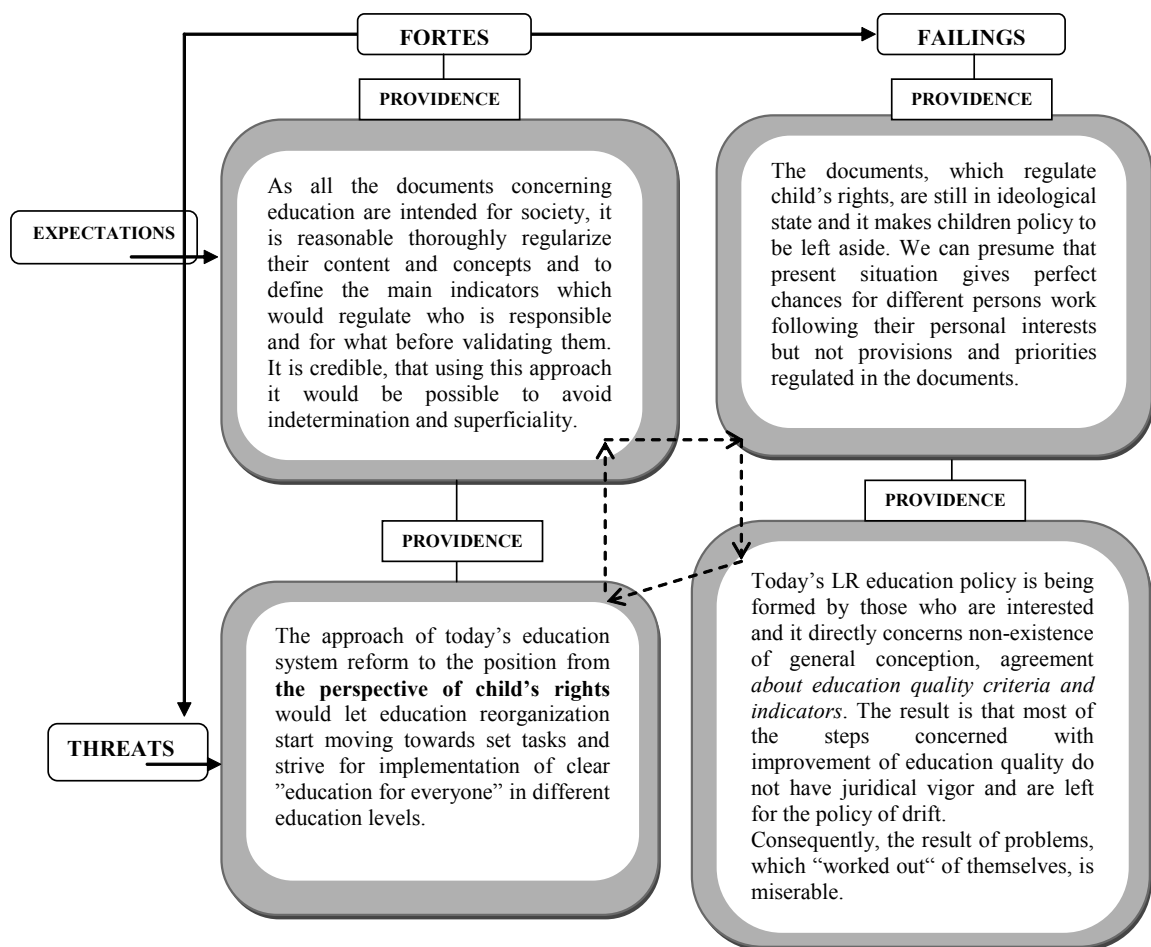 FORTES
FAILINGS
PROVIDENCE
PROVIDENCE
EXPECTATIONS
As all the documents concerning
education are intended for society, it
is reasonable thoroughly regularize
their content and concepts and to
define the main indicators which
would regulate who is responsible
and for what before validating them.
It is credible, that using this approach
it would be possible to avoid
indetermination and superficiality.
The documents, which regulate
child’s rights, are still in ideological
state and it makes children policy to
be left aside. We can presume that
present situation gives perfect
chances for different persons work
following their personal interests
but not provisions and priorities
regulated in the documents.
PROVIDENCE
PROVIDENCE
THREATS
The approach of today’s education
system reform to the position from
the perspective of child’s rights
would let education reorganization
start moving towards set tasks and
strive for implementation of clear
”education for everyone” in different
education levels.
Today’s LR education policy is being
formed by those who are interested
and it directly concerns non-existence
of general conception, agreement
about education quality criteria and
indicators. The result is that most of
the steps concerned with
improvement of education quality do
not have juridical vigor and are left
for the policy of drift.
Consequently, the result of problems,
which “worked out“ of themselves, is
miserable.